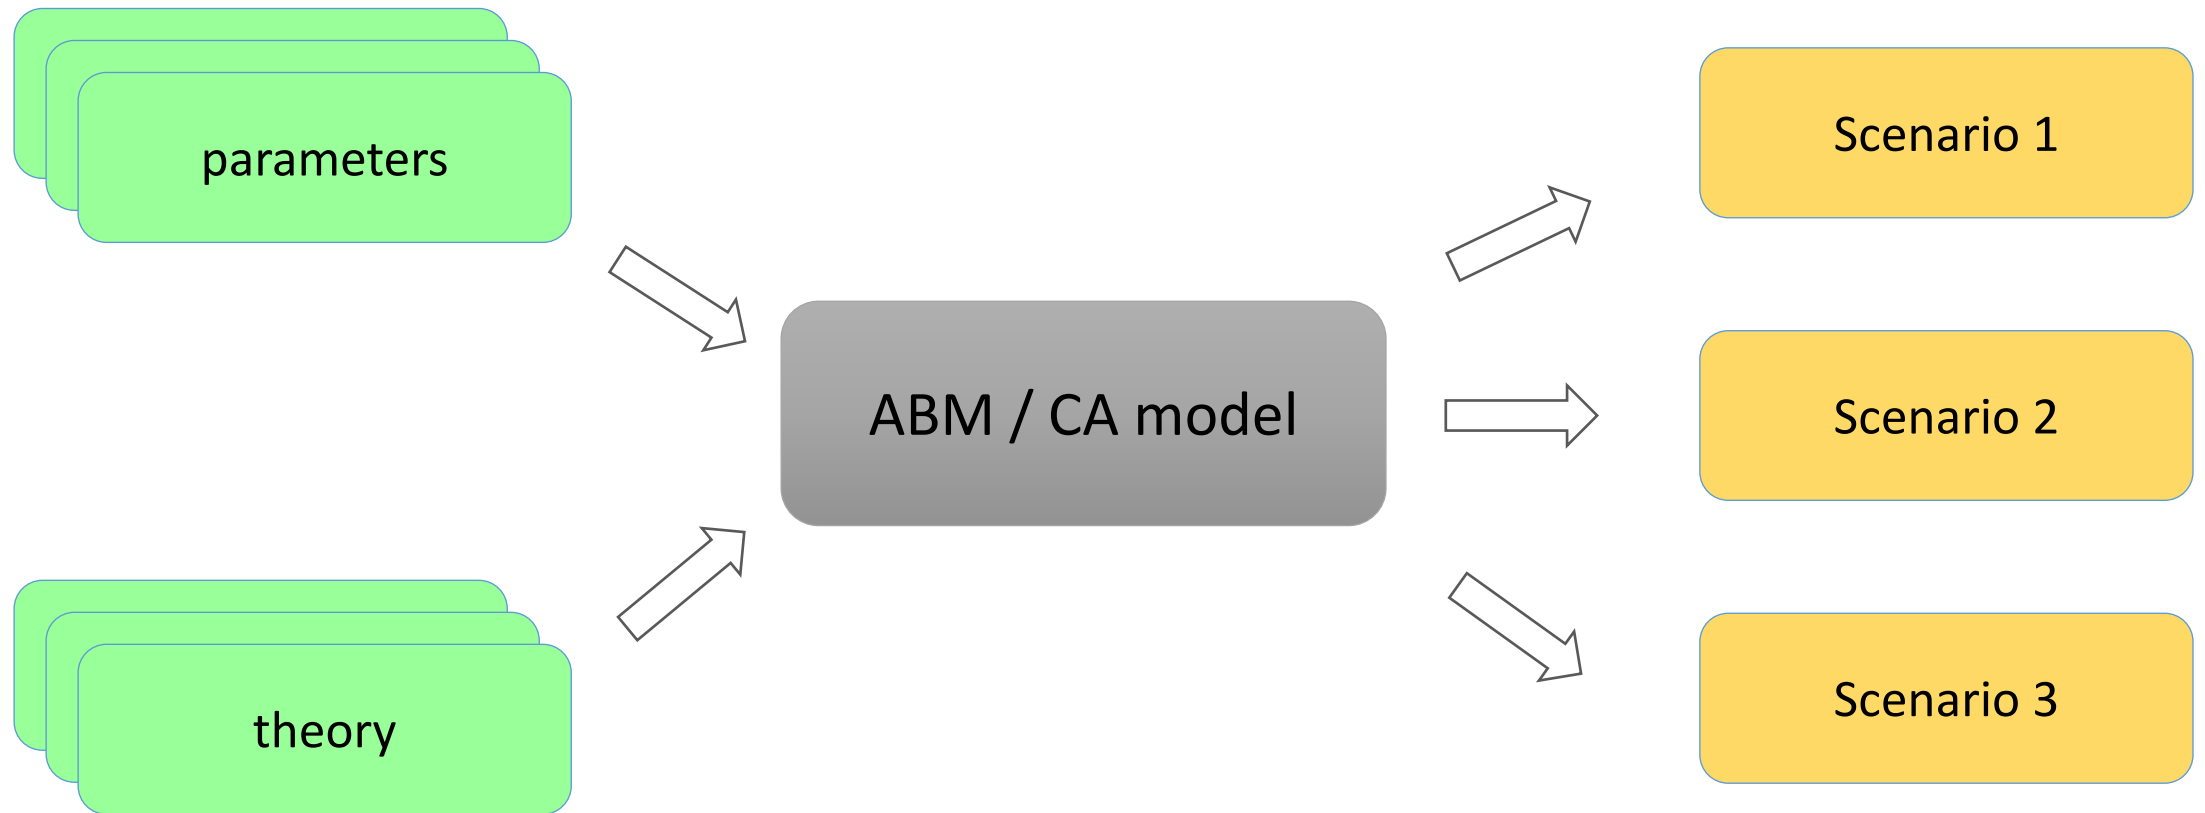 parameters
theory
ABM / CA model
Scenario 1
Scenario 2
Scenario 3